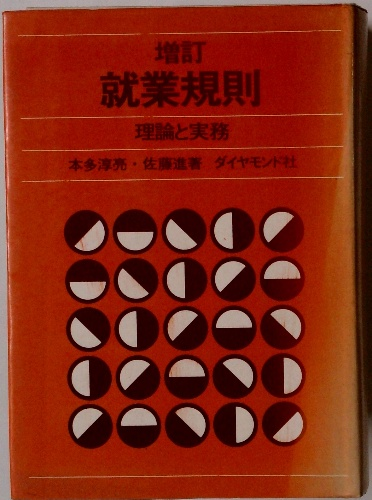 増訂
就業規則
理論と実務
本多淳亮・佐藤進著 ダイヤモンド社